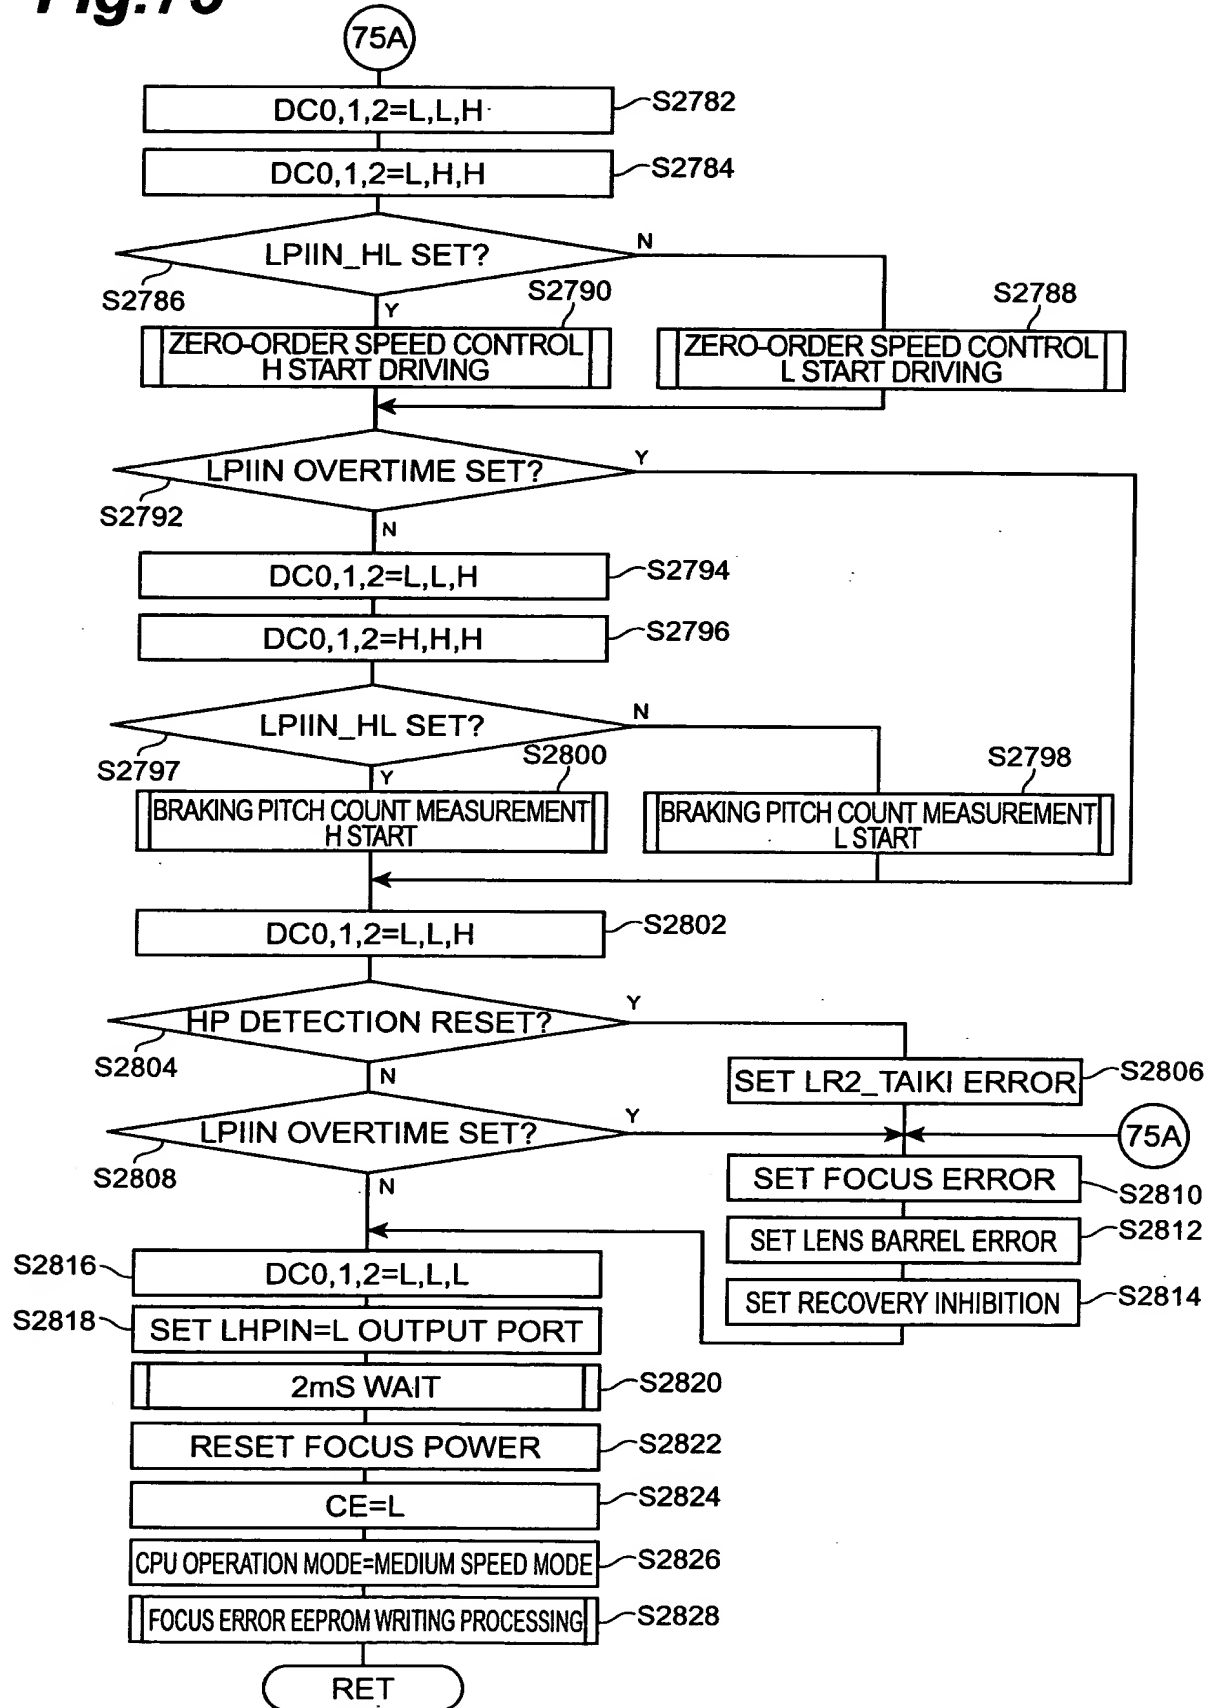 75A
DC0,1,2=L,L,H
S2782
DC0,1,2=L,H,H
S2784
LPIIN_HL SET?
N
S2786
Y
S2790
S2788
ZERO-ORDER SPEED CONTROL
H START DRIVING
ZERO-ORDER SPEED CONTROL
L START DRIVING
LPIIN OVERTIME SET?
Y
S2792
N
DC0,1,2=L,L,H
S2794
DC0,1,2=H,H,H
S2796
LPIIN_HL SET?
N
S2797
Y
S2800
S2798
BRAKING PITCH COUNT MEASUREMENT
H START
BRAKING PITCH COUNT MEASUREMENT
L START
DC0,1,2=L,L,H
S2802
HP DETECTION RESET?
Y
S2804
N
SET LR2_TAIKI ERROR
S2806
LPIIN OVERTIME SET?
Y
75A
S2808
N
SET FOCUS ERROR
S2810
SET LENS BARREL ERROR
S2812
S2816
DC0,1,2=L,L,L
SET RECOVERY INHIBITION
S2814
S2818
SET LHPIN=L OUTPUT PORT
2mS WAIT
S2820
RESET FOCUS POWER
S2822
CE=L
S2824
CPU OPERATION MODE=MEDIUM SPEED MODE
S2826
FOCUS ERROR EEPROM WRITING PROCESSING
S2828
RET